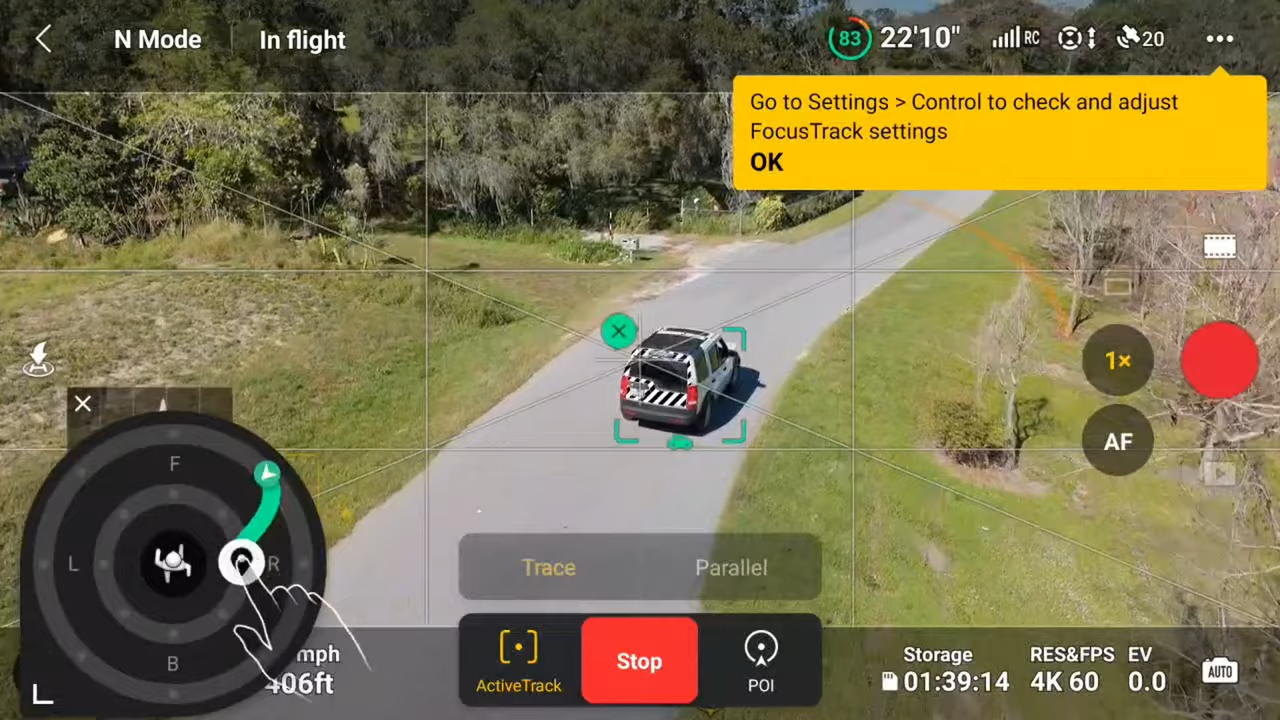 N Mode
In flight
83
22'10"
RC
20
Go to Settings > Control to check and adjust
FocusTrack settings
OK
1×
AF
F
L
R
B
Trace
Parallel
ActiveTrack
Stop
POI
mph
406ft
Storage
01:39:14
RES&FPS
4K 60
EV
0.0
AUTO